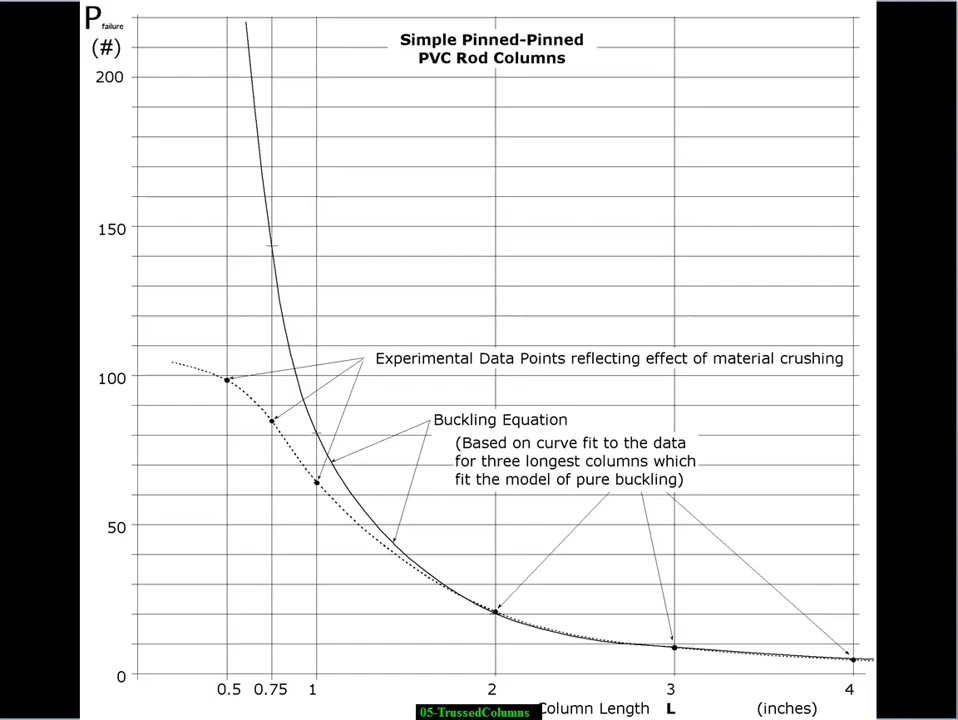 P failure
(#)
Simple Pinned-Pinned
PVC Rod Columns
200
150
Experimental Data Points reflecting effect of material crushing
100
Buckling Equation
(Based on curve fit to the data
for three longest columns which
fit the model of pure buckling)
50
0
0.5 0.75 1 2 3 4
Column Length L (inches)
05-TrussedColumns